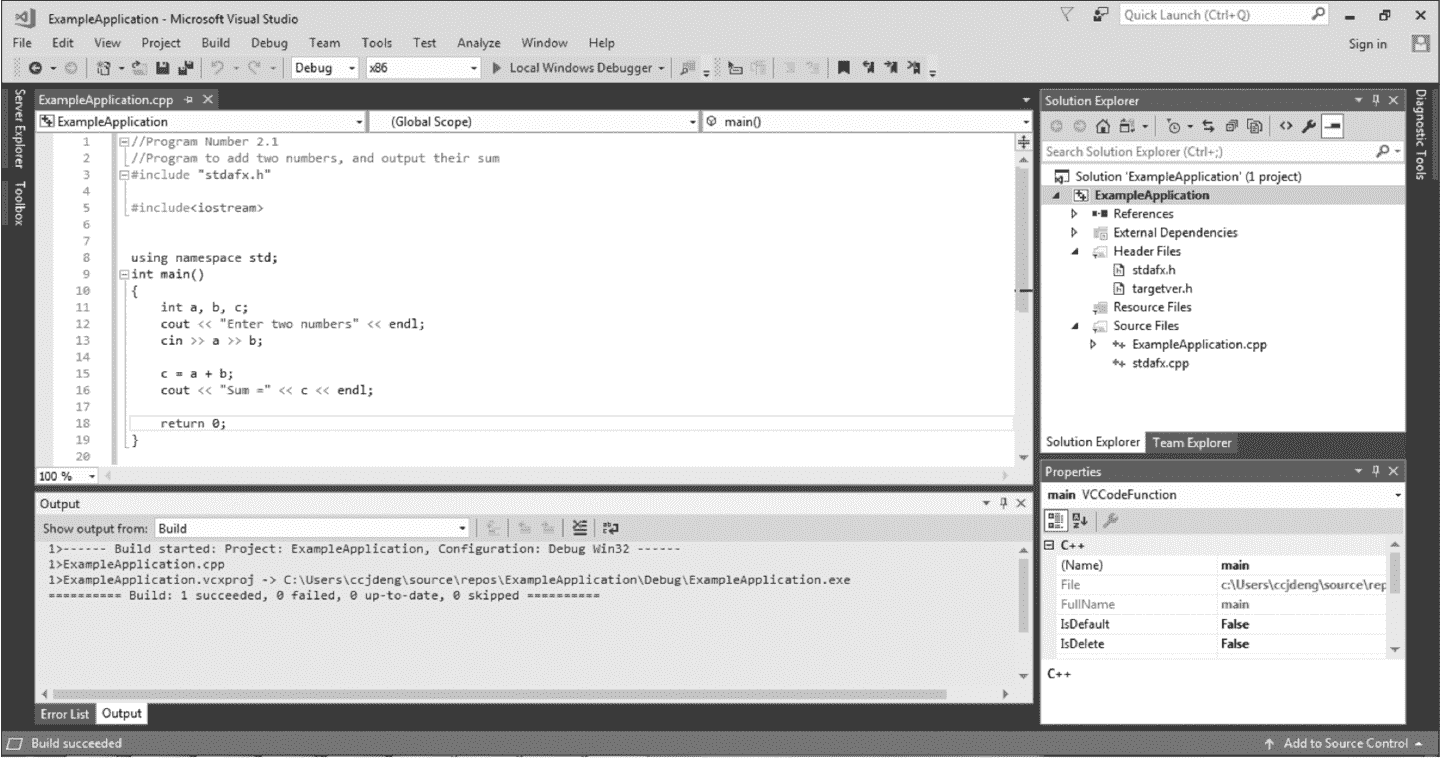 ExampleApplication - Microsoft Visual Studio
Quick Launch (Ctrl+Q)
File Edit View Project Build Debug Team Tools Test Analyze Window Help
Sign in
Debug x86 Local Windows Debugger
Server Explorer
Toolbox
ExampleApplication.cpp
ExampleApplication (Global Scope) main()
1 //Program Number 2.1
2 //Program to add two numbers, and output their sum
3 #include "stdafx.h"
4
5 #include<iostream>
6
7
8 using namespace std;
9 int main()
10 {
11 int a, b, c;
12 cout << "Enter two numbers" << endl;
13 cin >> a >> b;
14
15 c = a + b;
16 cout << "Sum =" << c << endl;
17
18 return 0;
19 }
20
100 %
Output
Show output from: Build
1>------ Build started: Project: ExampleApplication, Configuration: Debug Win32 ------
1>ExampleApplication.cpp
1>ExampleApplication.vcxproj -> C:\Users\ccjdeng\source\repos\ExampleApplication\Debug\ExampleApplication.exe
========== Build: 1 succeeded, 0 failed, 0 up-to-date, 0 skipped ==========
Error List Output
Solution Explorer
Search Solution Explorer (Ctrl+;)
Solution 'ExampleApplication' (1 project)
ExampleApplication
References
External Dependencies
Header Files
stdafx.h
targetver.h
Resource Files
Source Files
ExampleApplication.cpp
stdafx.cpp
Solution Explorer Team Explorer
Properties
main VCCodeFunction
C++
(Name) main
File c:\Users\ccjdeng\source\rep
FullName main
IsDefault False
IsDelete False
C++
Diagnostic Tools
Build succeeded
Add to Source Control